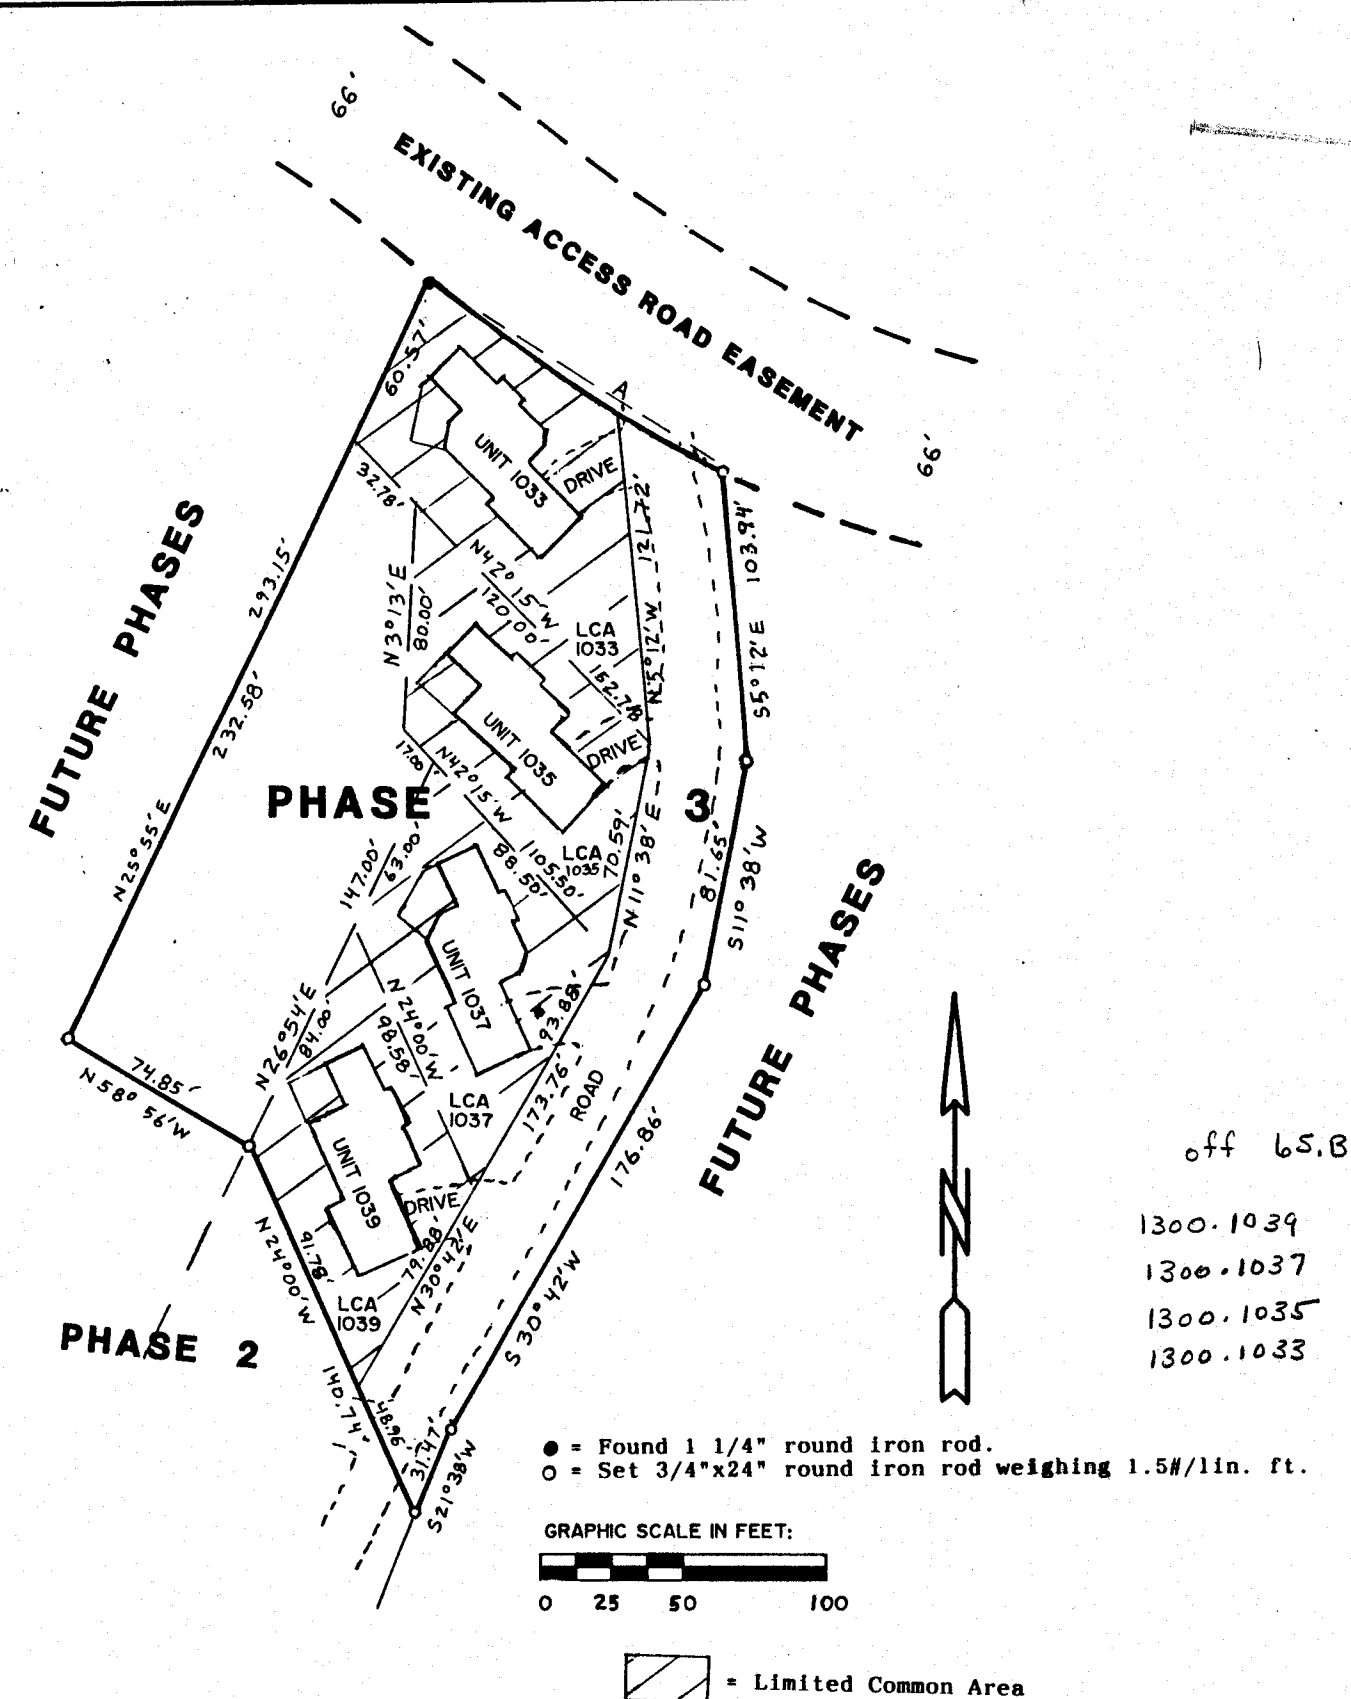 66'
EXISTING ACCESS ROAD EASEMENT
66'
A
60.57'
UNIT 1033
DRIVE
32.78'
121.72'
N5°12'W
103.94'
S5°12'E
N42°15'W
120.00'
N3°13'E
80.00'
LCA
1033
152.78
293.15'
232.58'
N25°55'E
FUTURE PHASES
UNIT 1035
DRIVE
17.00'
N42°15'W
PHASE 3
88.50'
105.50'
LCA
1035
70.59'
N11°38'E
81.65'
S11°38'W
147.00'
63.00'
UNIT 1037
N24°00'W
98.58'
93.88'
N26°54'E
84.00'
173.76'
ROAD
LCA
1037
176.86'
S30°42'W
FUTURE PHASES
74.85'
N58°56'W
UNIT 1039
DRIVE
79.88'
N30°42'E
91.78'
N24°00'W
LCA
1039
PHASE 2
140.74'
48.96'
31.47'
S21°38'W
off 65.B
1300.1039
1300.1037
1300.1035
1300.1033
● = Found 1 1/4" round iron rod.
○ = Set 3/4"x24" round iron rod weighing 1.5#/lin. ft.
GRAPHIC SCALE IN FEET:
0 25 50 100
= Limited Common Area